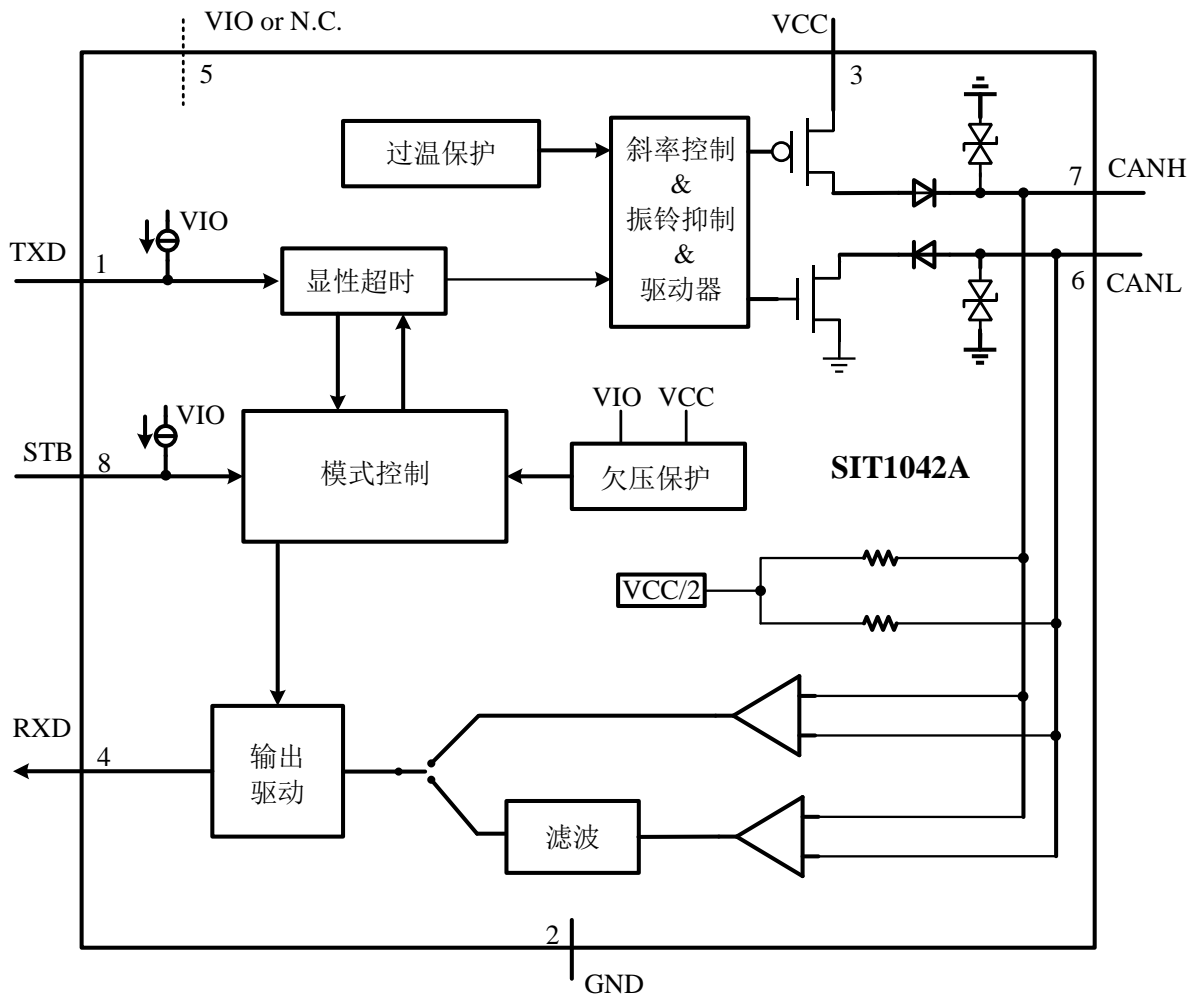 VIO or N.C.
VCC
5
3
过温保护
斜率控制
&
振铃抑制
&
驱动器
7
CANH
VIO
TXD
1
显性超时
6
CANL
VIO
VIO
VCC
STB
8
模式控制
欠压保护
SIT1042A
VCC/2
RXD
4
输出
驱动
滤波
2
GND